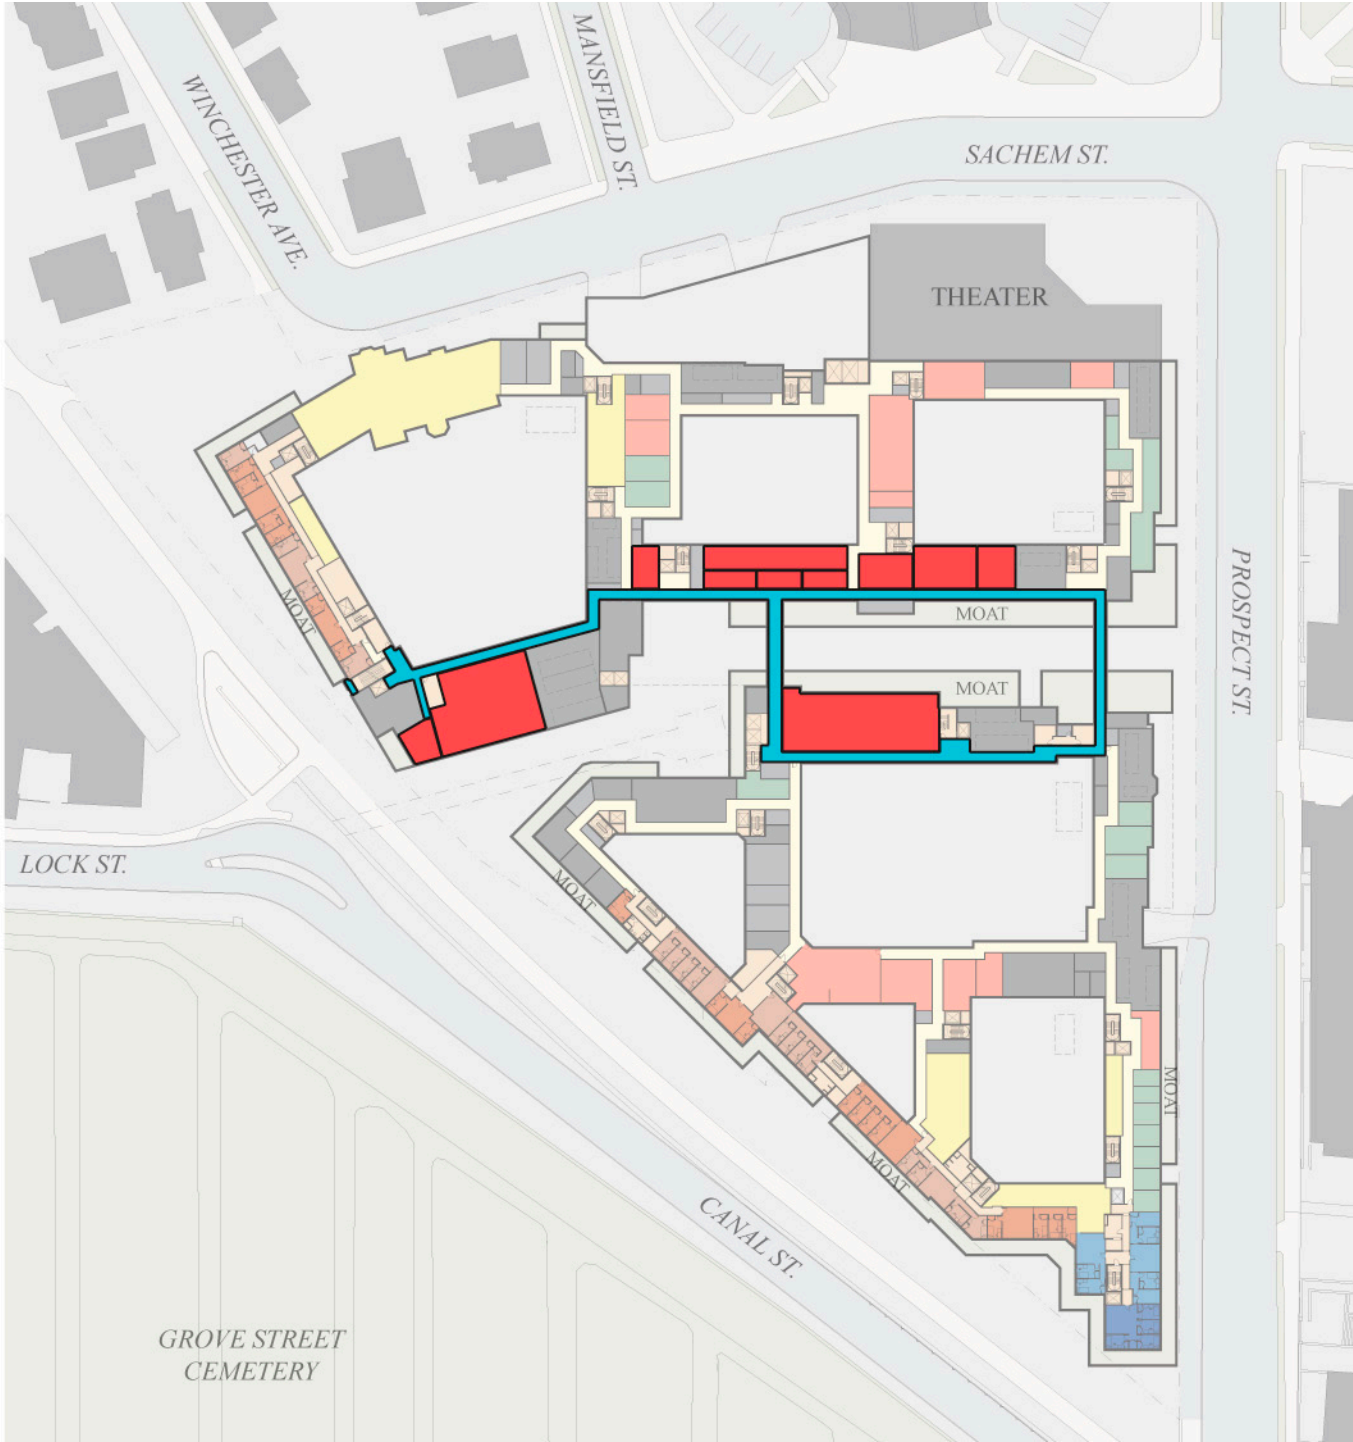 MANSFIELD ST.
WINCHESTER AVE.
SACHEM ST.
THEATER
MOAT
MOAT
PROSPECT ST.
MOAT
LOCK ST.
MOAT
MOAT
MOAT
CANAL ST.
GROVE STREET
CEMETERY